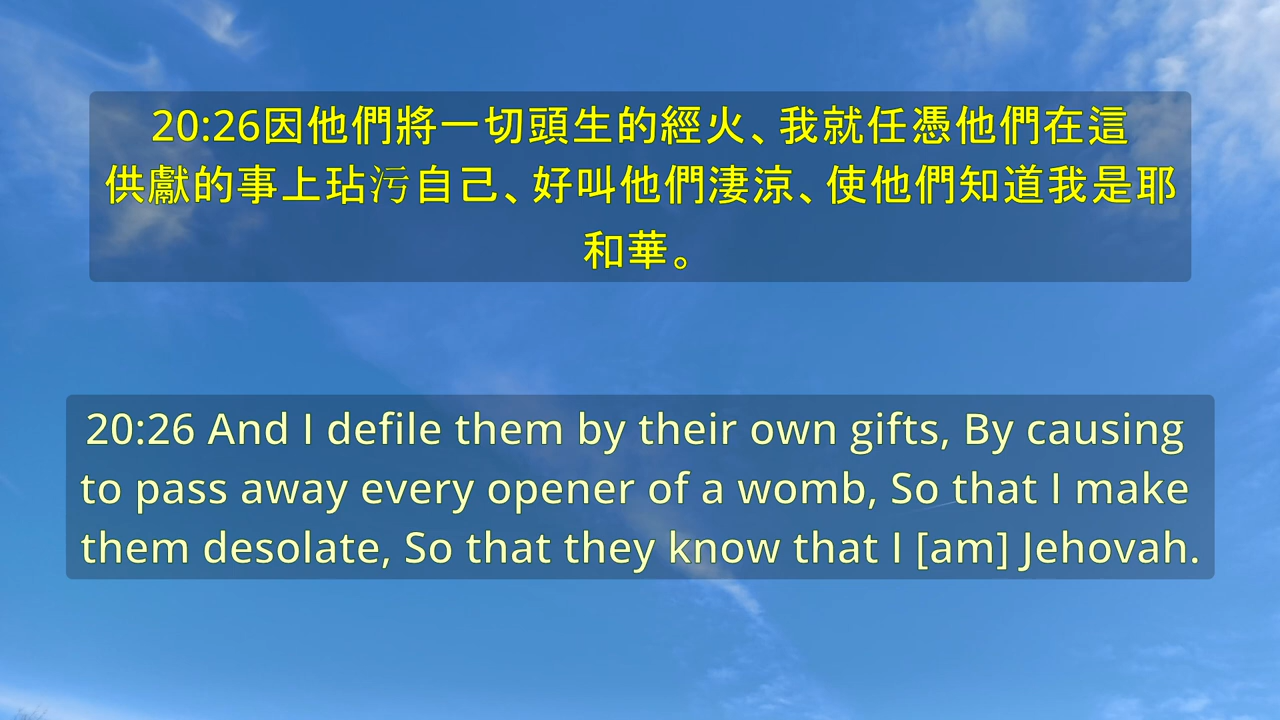 20:26因他們將一切頭生的經火、我就任憑他們在這
供獻的事上玷污自己、好叫他們淒涼、使他們知道我是耶
和華。
20:26 And I defile them by their own gifts, By causing
to pass away every opener of a womb, So that I make
them desolate, So that they know that I [am] Jehovah.